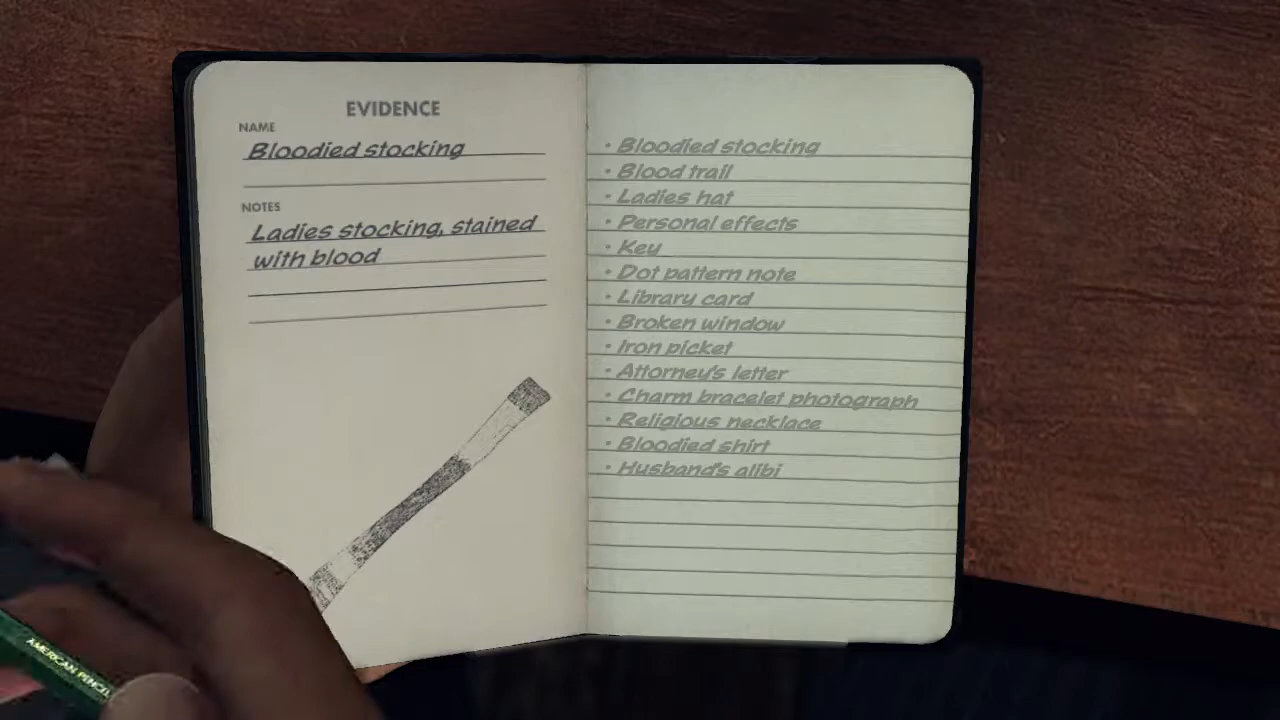 EVIDENCE
NAME
Bloodied stocking
NOTES
Ladies stocking, stained
with blood
• Bloodied stocking
• Blood trail
• Ladies hat
• Personal effects
• Key
• Dot pattern note
• Library card
• Broken window
• Iron picket
• Attorney's letter
• Charm bracelet photograph
• Religious necklace
• Bloodied shirt
• Husband's alibi
AMERICAN PENCIL